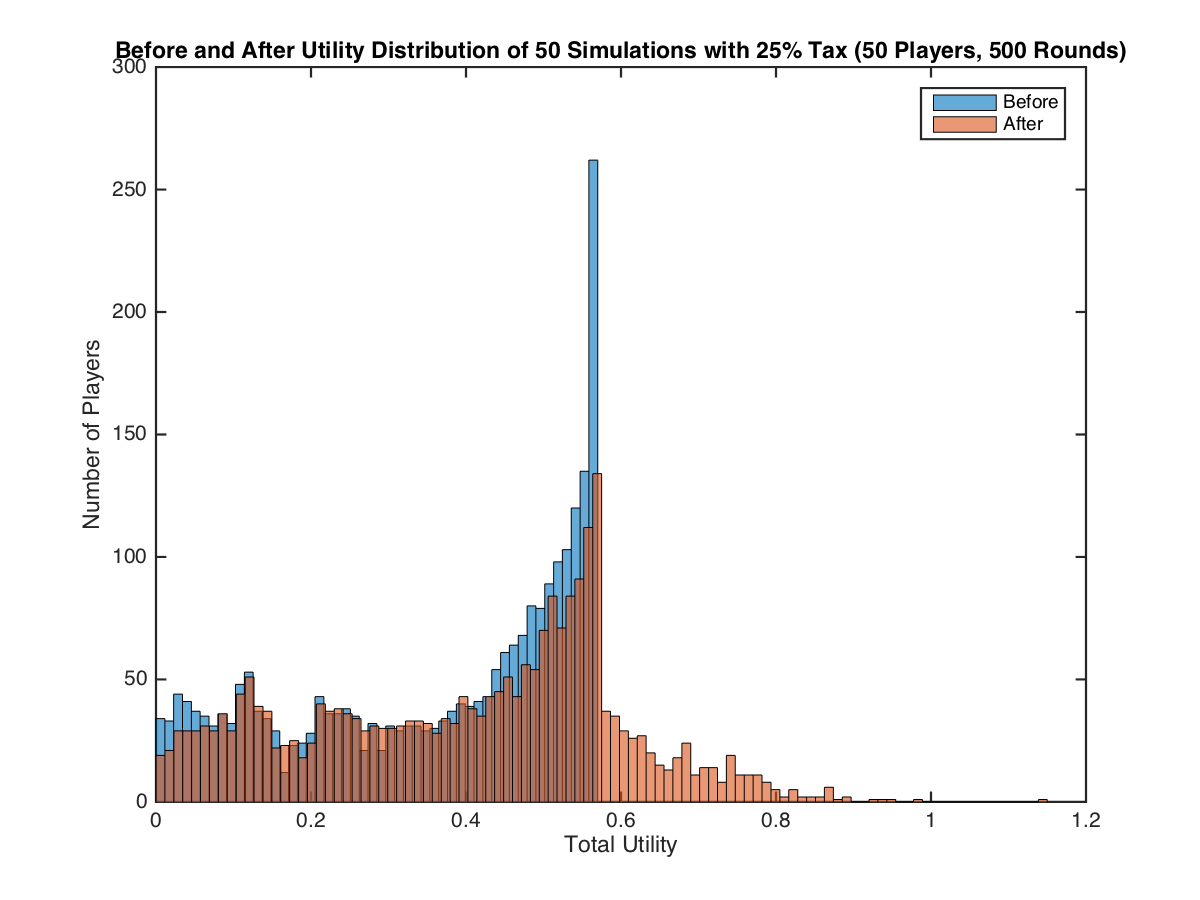 Before and After Utility Distribution of 50 Simulations with 25% Tax (50 Players, 500 Rounds)
300
Before
After
250
200
150
100
50
0
Number of Players
0 0.2 0.4 0.6 0.8 1 1.2
Total Utility